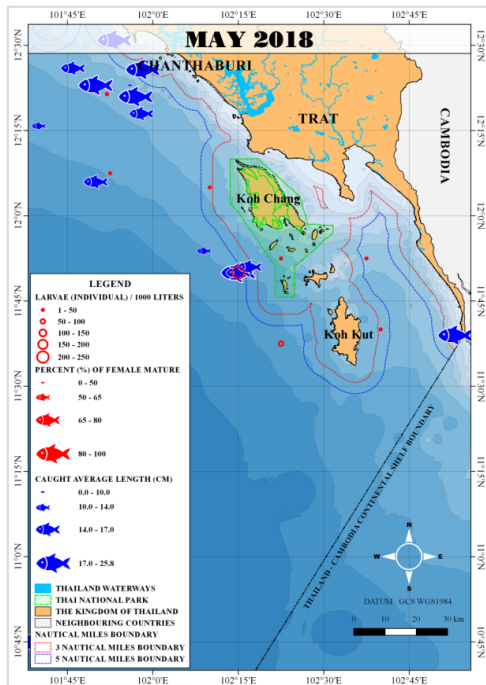 101°45'E 102°0'E 102°15'E 102°30'E 102°45'E
MAY 2018
CHANTHABURI
TRAT
CAMBODIA
Koh Chang
Koh Kut
12°30'N 12°30'N
12°15'N 12°15'N
12°0'N 12°0'N
11°45'N 11°45'N
11°30'N 11°30'N
11°15'N 11°15'N
11°0'N 11°0'N
10°45'N 10°45'N
THAILAND - CAMBODIA CONTINENTAL SHELF BOUNDARY
LEGEND
LARVAE (INDIVIDUAL) / 1000 LITERS
1 - 50
50 - 100
100 - 150
150 - 200
200 - 250
PERCENT (%) OF FEMALE MATURE
0 - 50
50 - 65
65 - 80
80 - 100
CAUGHT AVERAGE LENGTH (CM)
0.0 - 10.0
10.0 - 14.0
14.0 - 17.0
17.0 - 25.8
THAILAND WATERWAYS
THAI NATIONAL PARK
THE KINGDOM OF THAILAND
NEIGHBOURING COUNTRIES
NAUTICAL MILES BOUNDARY
3 NAUTICAL MILES BOUNDARY
5 NAUTICAL MILES BOUNDARY
N
W E
S
DATUM : GCS WGS1984
0 10 20 30 km
101°45'E 102°0'E 102°15'E 102°30'E 102°45'E